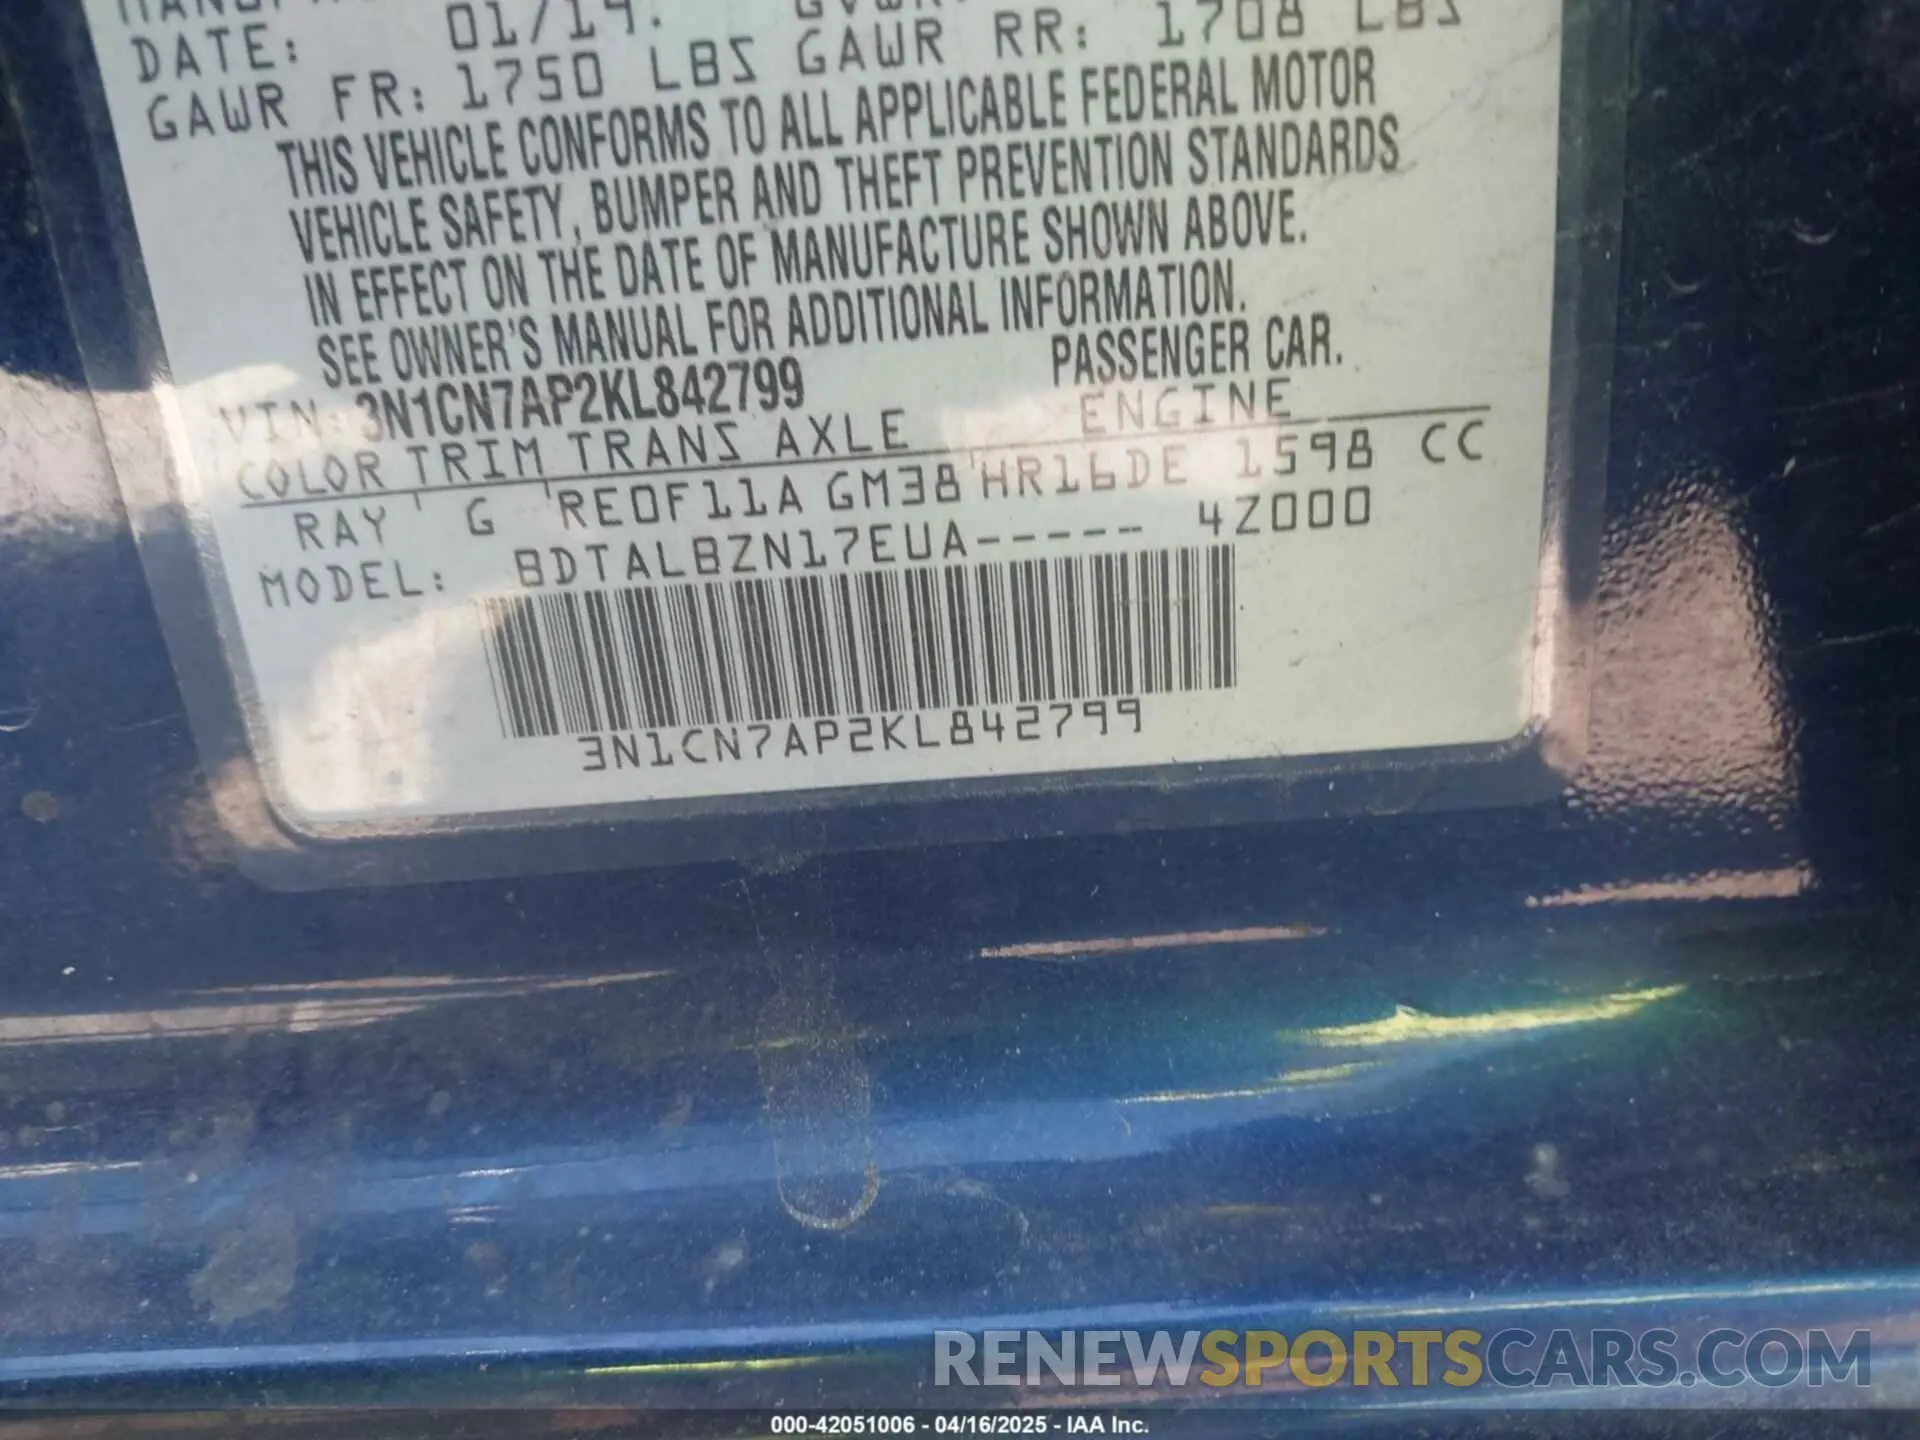 DATE: 01/19.
GAWR FR: 1750 LBS GAWR RR: 1708 LBS
THIS VEHICLE CONFORMS TO ALL APPLICABLE FEDERAL MOTOR
VEHICLE SAFETY, BUMPER AND THEFT PREVENTION STANDARDS
IN EFFECT ON THE DATE OF MANUFACTURE SHOWN ABOVE.
SEE OWNER'S MANUAL FOR ADDITIONAL INFORMATION.
VIN: 3N1CN7AP2KL842799 PASSENGER CAR.
COLOR TRIM TRANS AXLE ENGINE
RAY G RE0F11A GM38 HR16DE 1598 CC
MODEL: BDTALBZN17EUA----- 4Z000
3N1CN7AP2KL842799
RENEWSPORTSCARS.COM
000-42051006 - 04/16/2025 - IAA Inc.